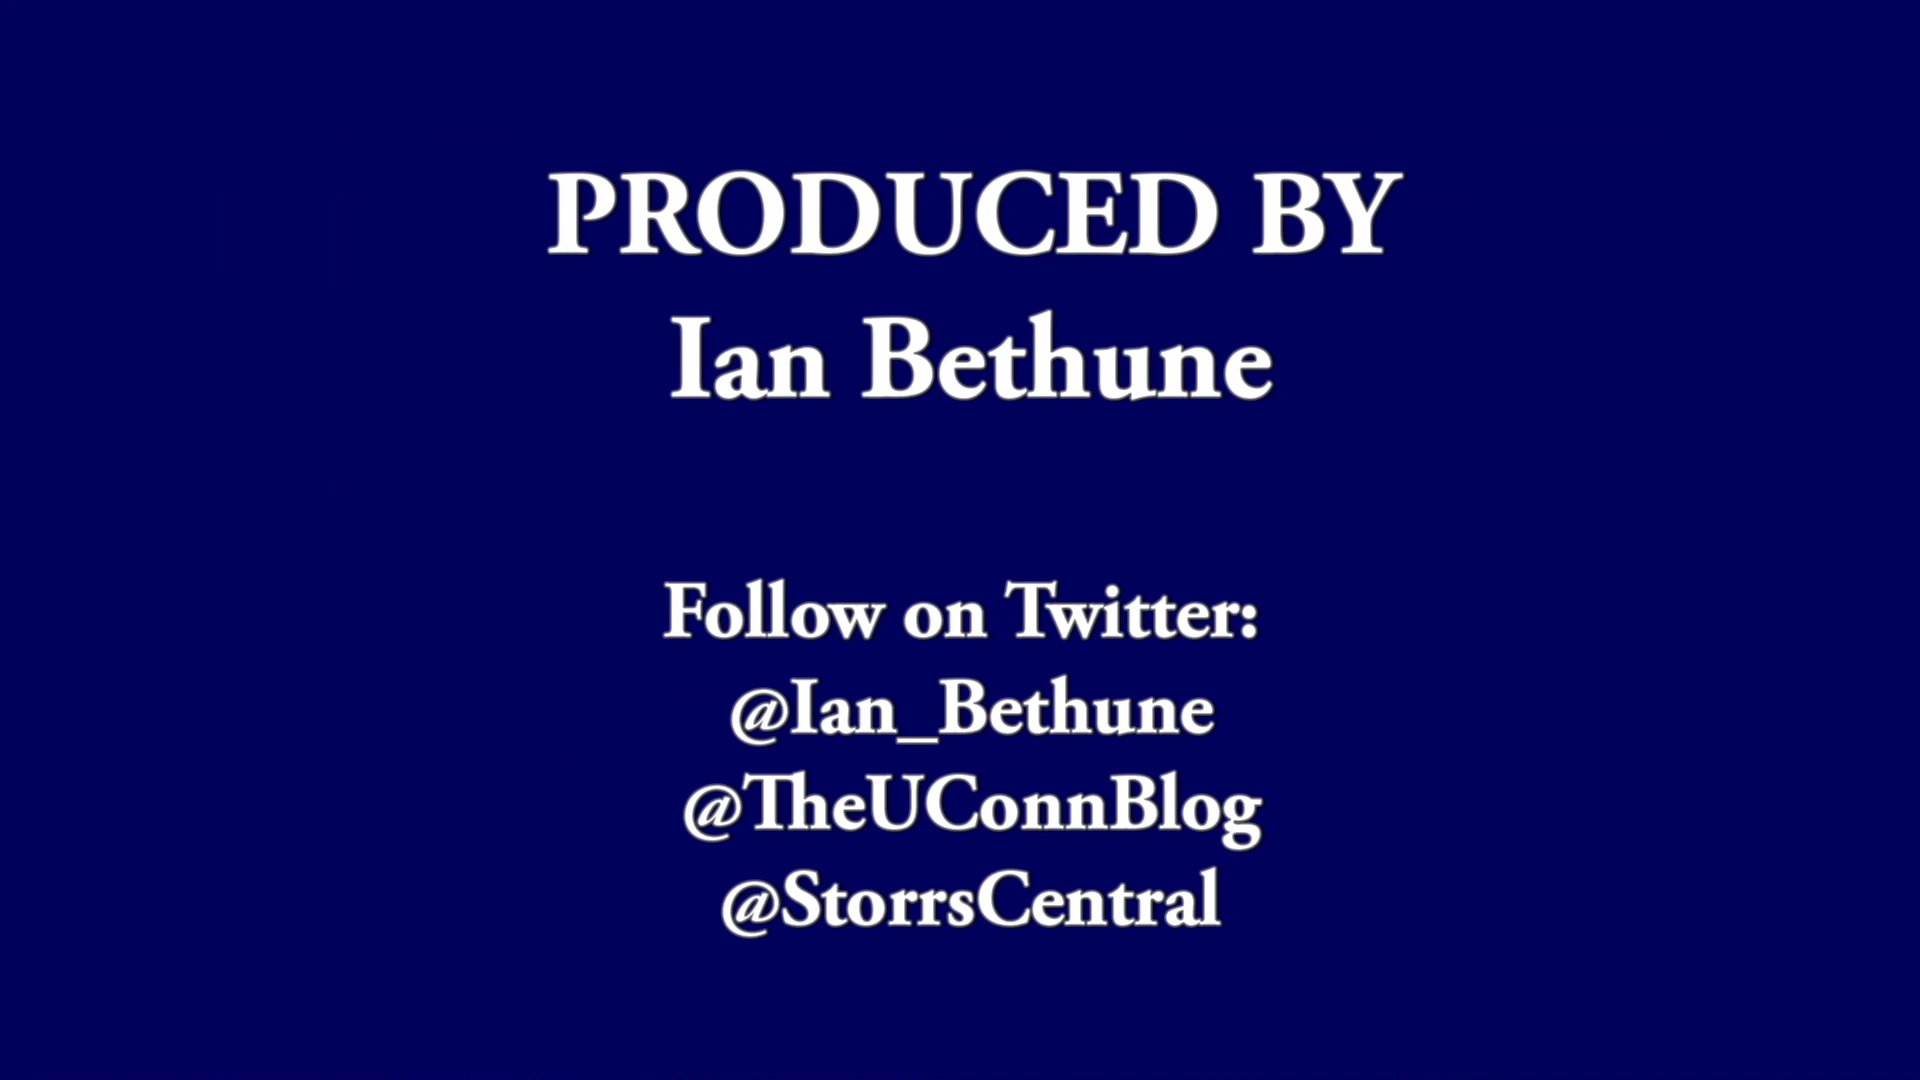 PRODUCED BY
Ian Bethune
Follow on Twitter:
@Ian_Bethune
@TheUConnBlog
@StorrsCentral